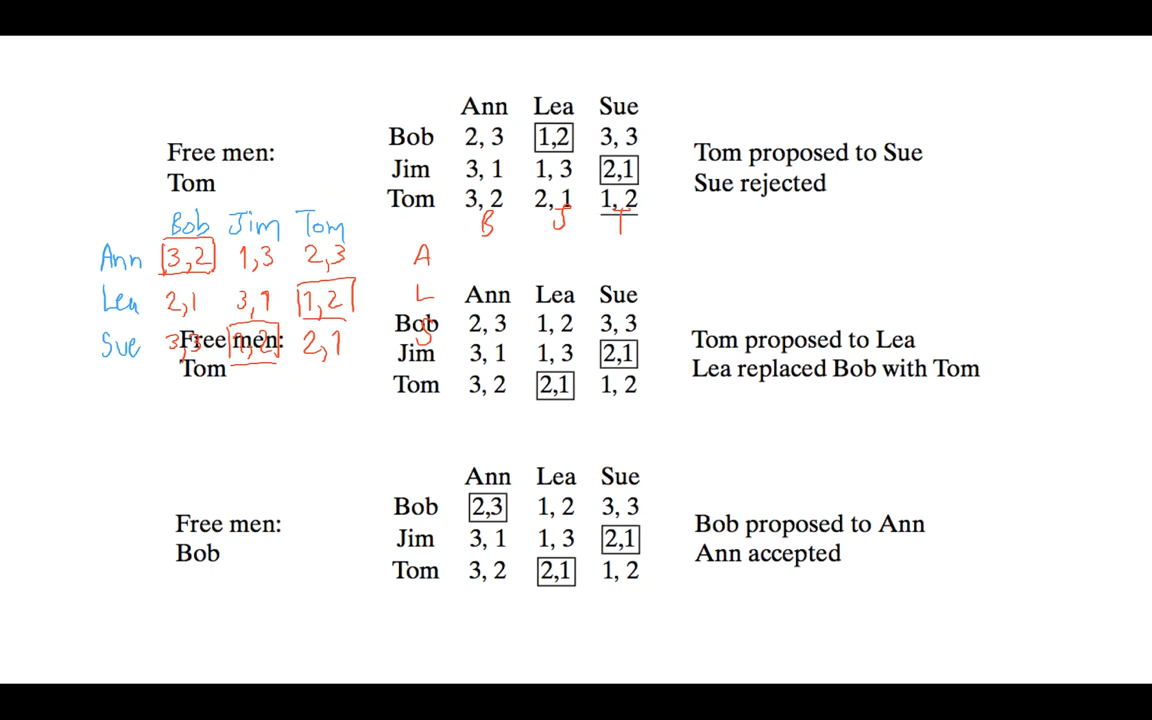 Ann Lea Sue
Bob 2, 3 1,2 3, 3
Free men: Jim 3, 1 1, 3 2,1 Tom proposed to Sue
Tom Tom 3, 2 2, 1 1, 2 Sue rejected
Bob Jim Tom B J T
Ann 3,2 1,3 2,3 A
Lea 2,1 3,1 1,2 L
Ann Lea Sue
Bob 2, 3 1, 2 3, 3
Sue 3,3 1,2 2,1 S
Free men: Jim 3, 1 1, 3 2,1 Tom proposed to Lea
Tom Tom 3, 2 2,1 1, 2 Lea replaced Bob with Tom
Ann Lea Sue
Bob 2,3 1, 2 3, 3
Free men: Jim 3, 1 1, 3 2,1 Bob proposed to Ann
Bob Tom 3, 2 2,1 1, 2 Ann accepted